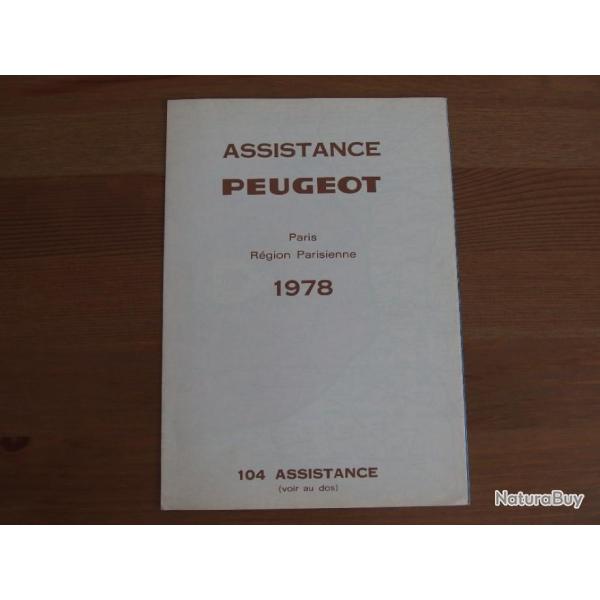 ASSISTANCE
PEUGEOT
Paris
Région Parisienne
1978
104 ASSISTANCE
(voir au dos)
NaturaBuy